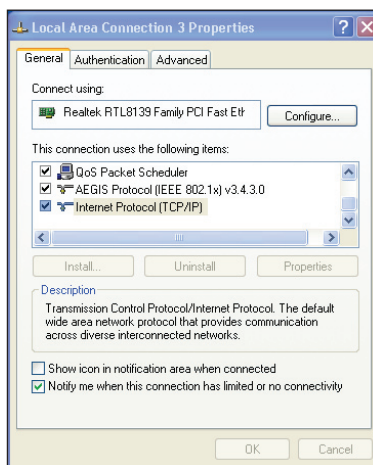 Local Area Connection 3 Properties
General Authentication Advanced
Connect using:
Realtek RTL8139 Family PCI Fast Eth
Configure...
This connection uses the following items:
QoS Packet Scheduler
AEGIS Protocol (IEEE 802.1x) v3.4.3.0
Internet Protocol (TCP/IP)
Install... Uninstall Properties
Description
Transmission Control Protocol/Internet Protocol. The default
wide area network protocol that provides communication
across diverse interconnected networks.
Show icon in notification area when connected
Notify me when this connection has limited or no connectivity
OK Cancel